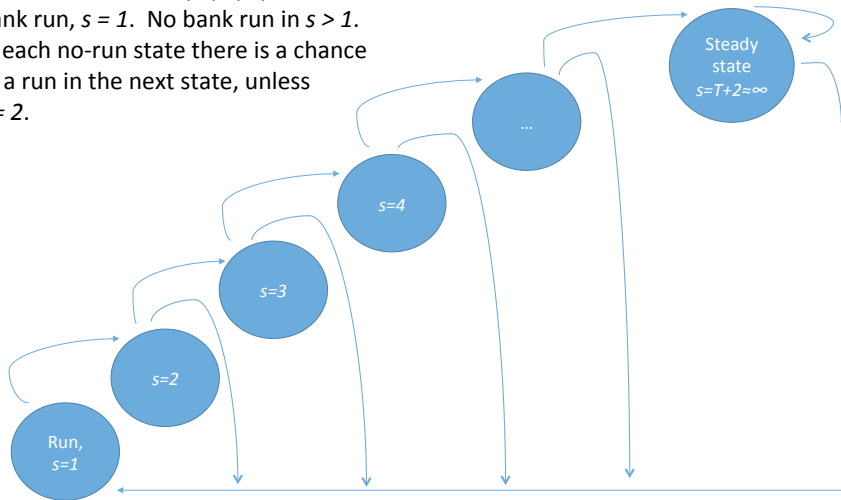 ank run, s = 1. No bank run in s > 1.
each no-run state there is a chance
a run in the next state, unless
= 2.
Steady
state
s=T+2≈∞
...
s=4
s=3
s=2
Run,
s=1